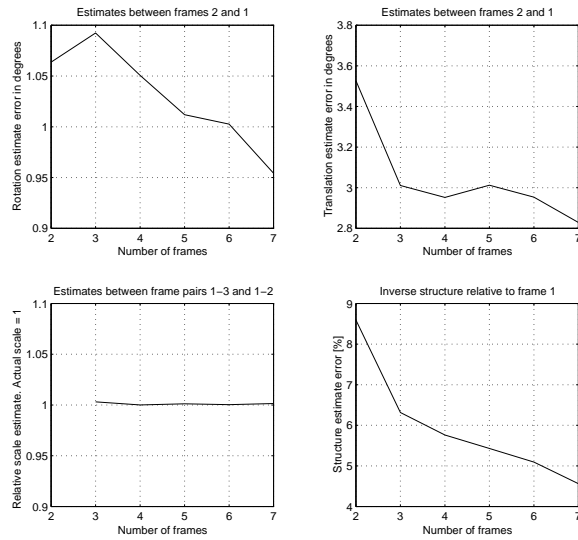 Estimates between frames 2 and 1
1.1
1.05
1
0.95
0.9
Rotation estimate error in degrees
2 3 4 5 6 7
Number of frames
Estimates between frames 2 and 1
3.8
3.6
3.4
3.2
3
2.8
Translation estimate error in degrees
2 3 4 5 6 7
Number of frames
Estimates between frame pairs 1−3 and 1−2
1.1
1.05
1
0.95
0.9
Relative scale estimate. Actual scale = 1
2 3 4 5 6 7
Number of frames
Inverse structure relative to frame 1
9
8
7
6
5
4
Structure estimate error [%]
2 3 4 5 6 7
Number of frames